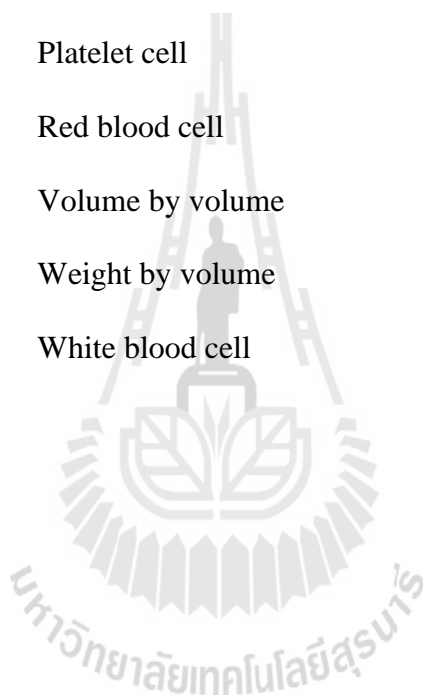 Platelet cell
Red blood cell
Volume by volume
Weight by volume
White blood cell
มหาวิทยาลัยเทคโนโลยีสุรนารี